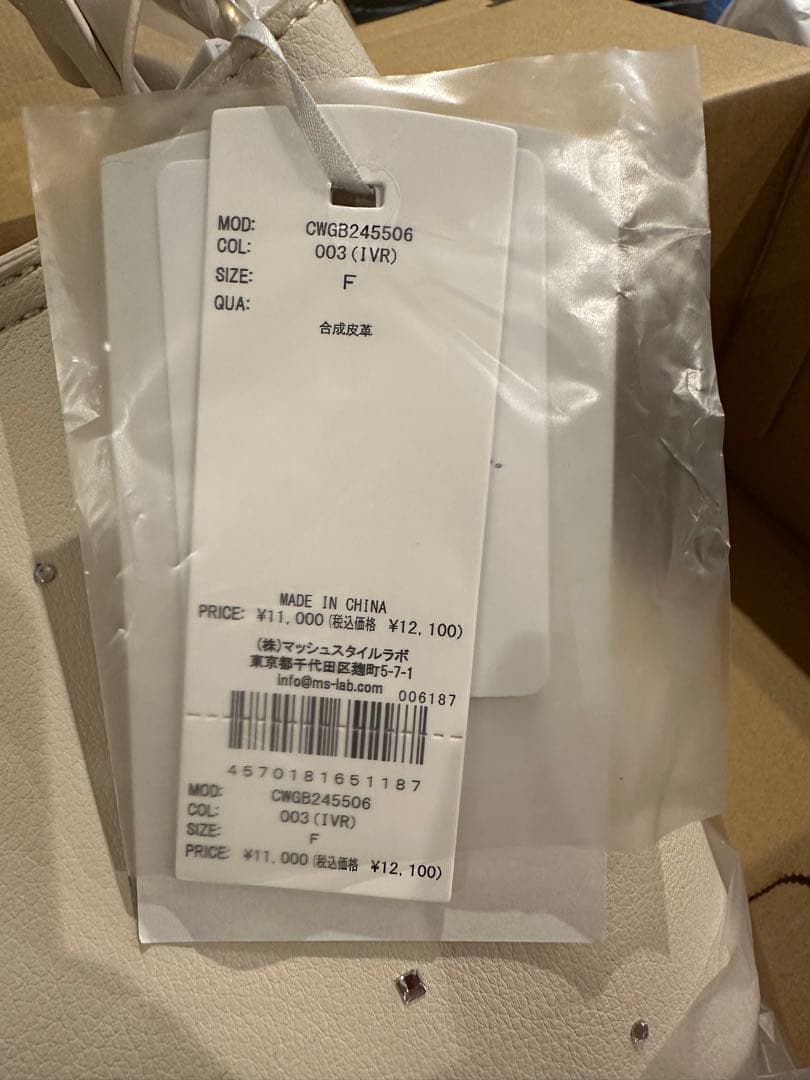 MOD: CWGB245506
COL: 003(IVR)
SIZE: F
QUA:
合成皮革
MADE IN CHINA
PRICE: ¥11,000(税込価格 ¥12,100)
(株)マッシュスタイルラボ
東京都千代田区麹町5-7-1
info@ms-lab.com
006187
4570181651187
MOD: CWGB245506
COL: 003(IVR)
SIZE: F
PRICE: ¥11,000(税込価格 ¥12,100)